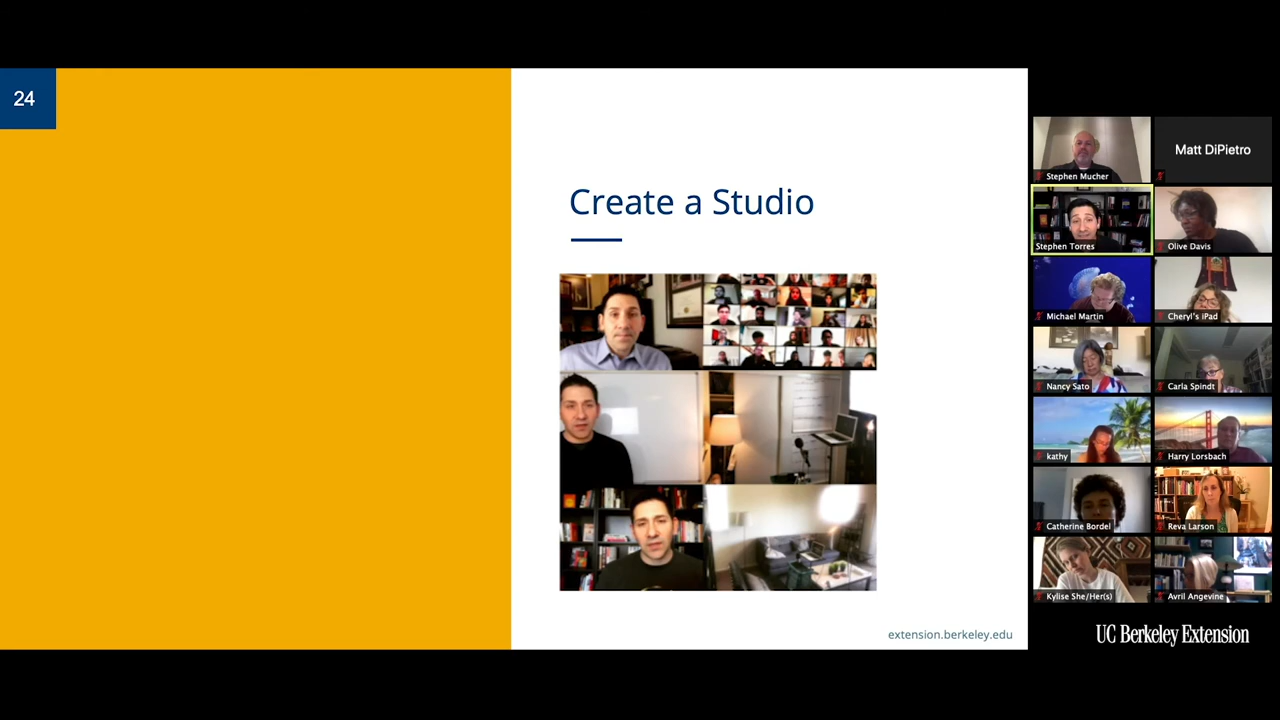 24
Create a Studio
extension.berkeley.edu
Stephen Mucher
Matt DiPietro
Stephen Torres
Olive Davis
Michael Martin
Cheryl's iPad
Nancy Sato
Carla Spindt
kathy
Harry Lorsbach
Catherine Bordel
Reva Larson
Kylise She/Her(s)
Avril Angevine
UC Berkeley Extension